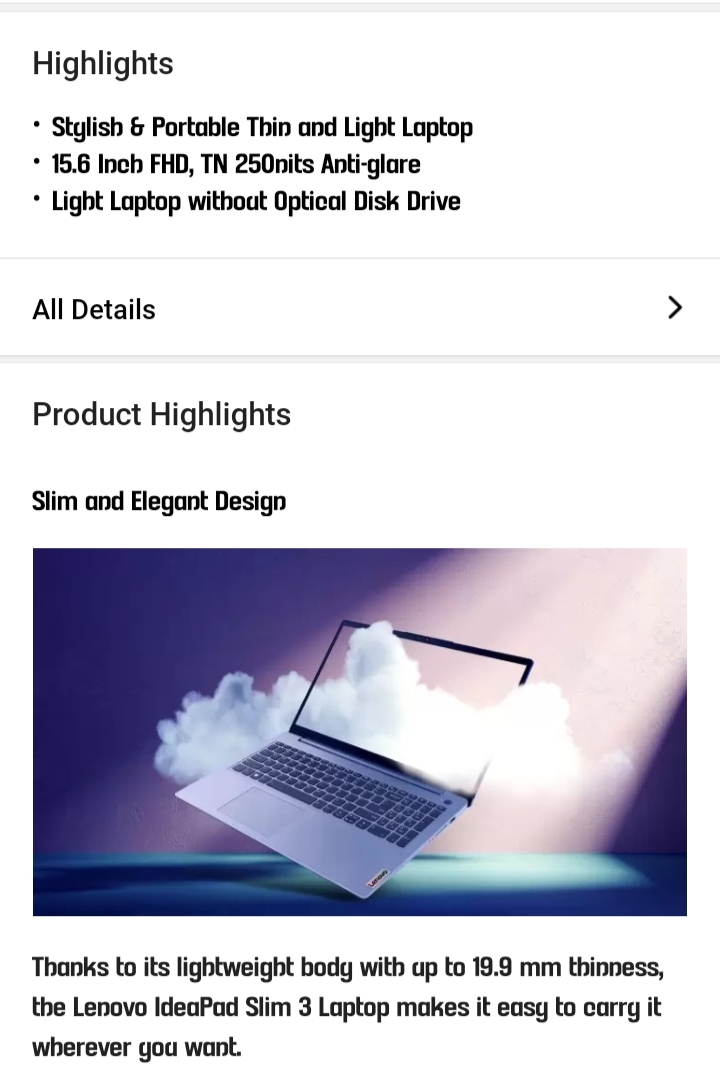 Highlights
• Stylish & Portable Thin and Light Laptop
• 15.6 Inch FHD, TN 250nits Anti-glare
• Light Laptop without Optical Disk Drive
All Details
Product Highlights
Slim and Elegant Design
Lenovo
Thanks to its lightweight body with up to 19.9 mm thinness,
the Lenovo IdeaPad Slim 3 Laptop makes it easy to carry it
wherever you want.